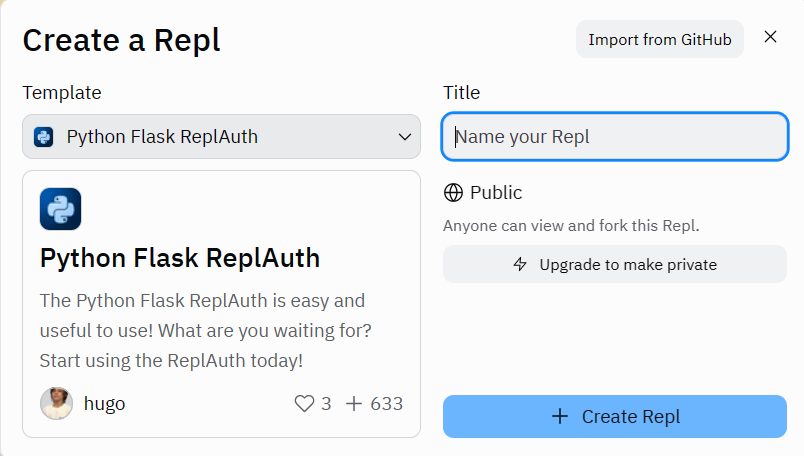 Create a Repl
Import from GitHub
Template
Python Flask ReplAuth
Python Flask ReplAuth
The Python Flask ReplAuth is easy and
useful to use! What are you waiting for?
Start using the ReplAuth today!
hugo
3
633
Title
Name your Repl
Public
Anyone can view and fork this Repl.
Upgrade to make private
Create Repl